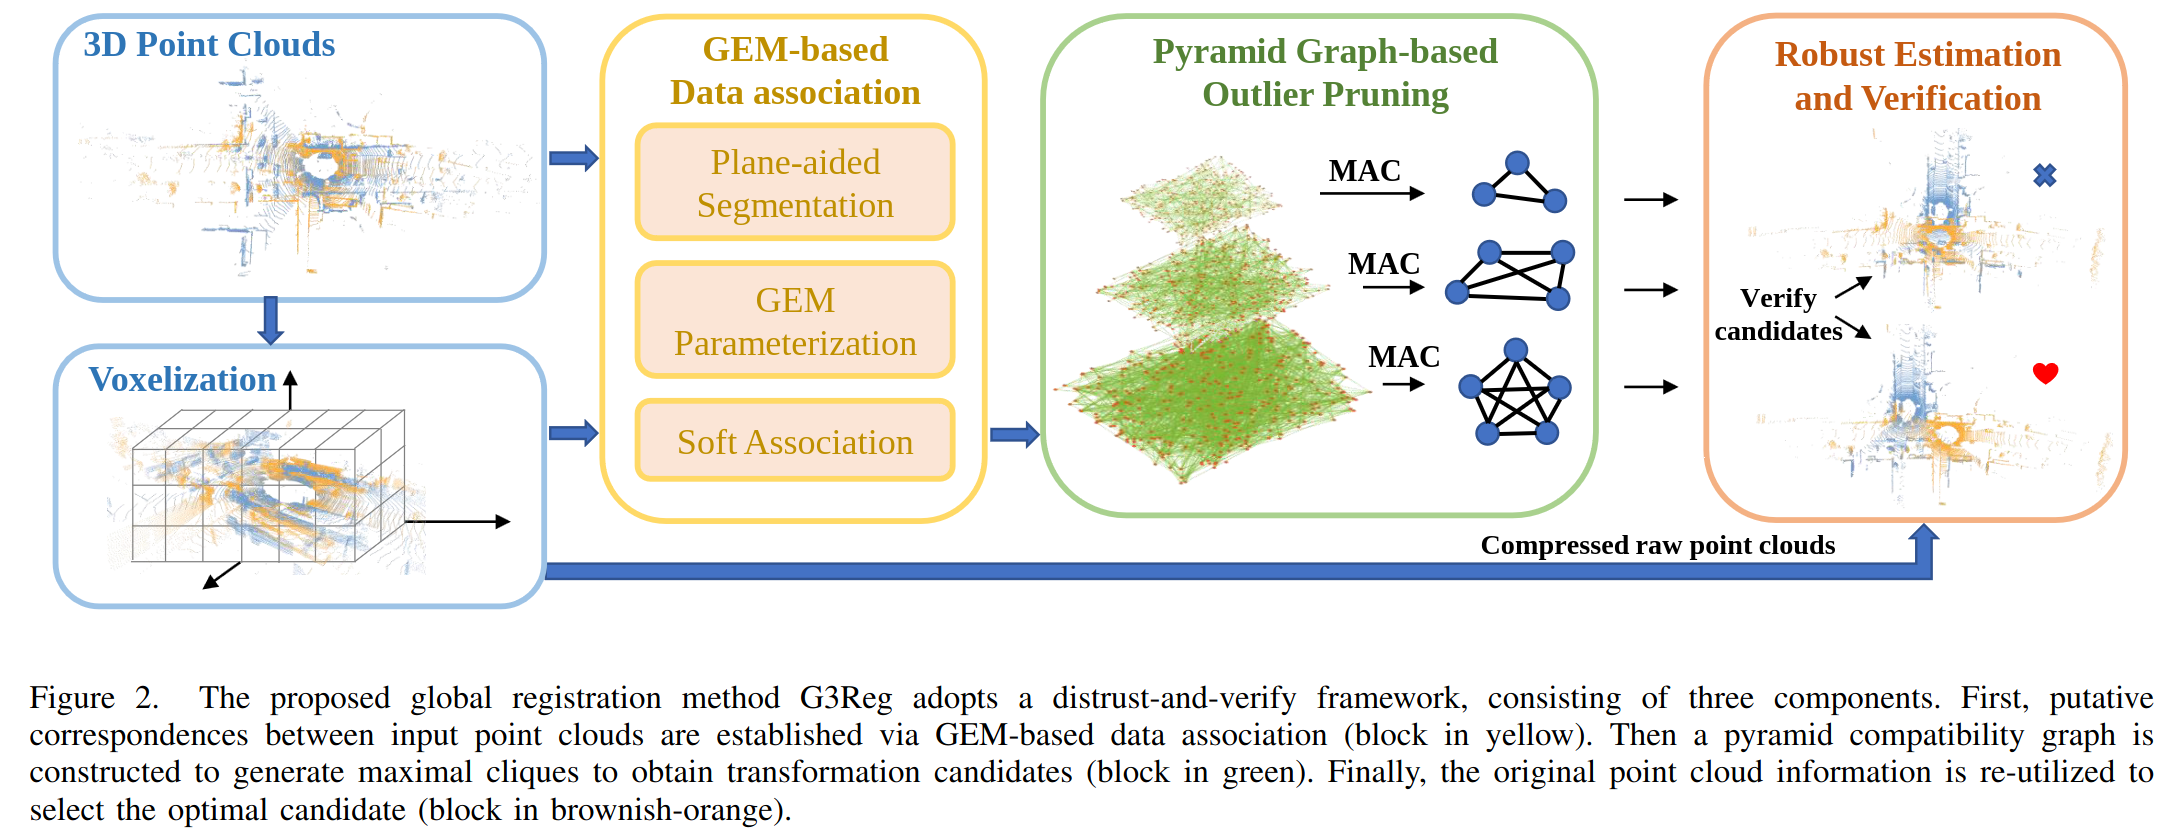 3D Point Clouds
Voxelization
GEM-based
Data association
Plane-aided
Segmentation
GEM
Parameterization
Soft Association
Pyramid Graph-based
Outlier Pruning
MAC
MAC
MAC
Robust Estimation
and Verification
Verify
candidates
Compressed raw point clouds
Figure 2. The proposed global registration method G3Reg adopts a distrust-and-verify framework, consisting of three components. First, putative
correspondences between input point clouds are established via GEM-based data association (block in yellow). Then a pyramid compatibility graph is
constructed to generate maximal cliques to obtain transformation candidates (block in green). Finally, the original point cloud information is re-utilized to
select the optimal candidate (block in brownish-orange).